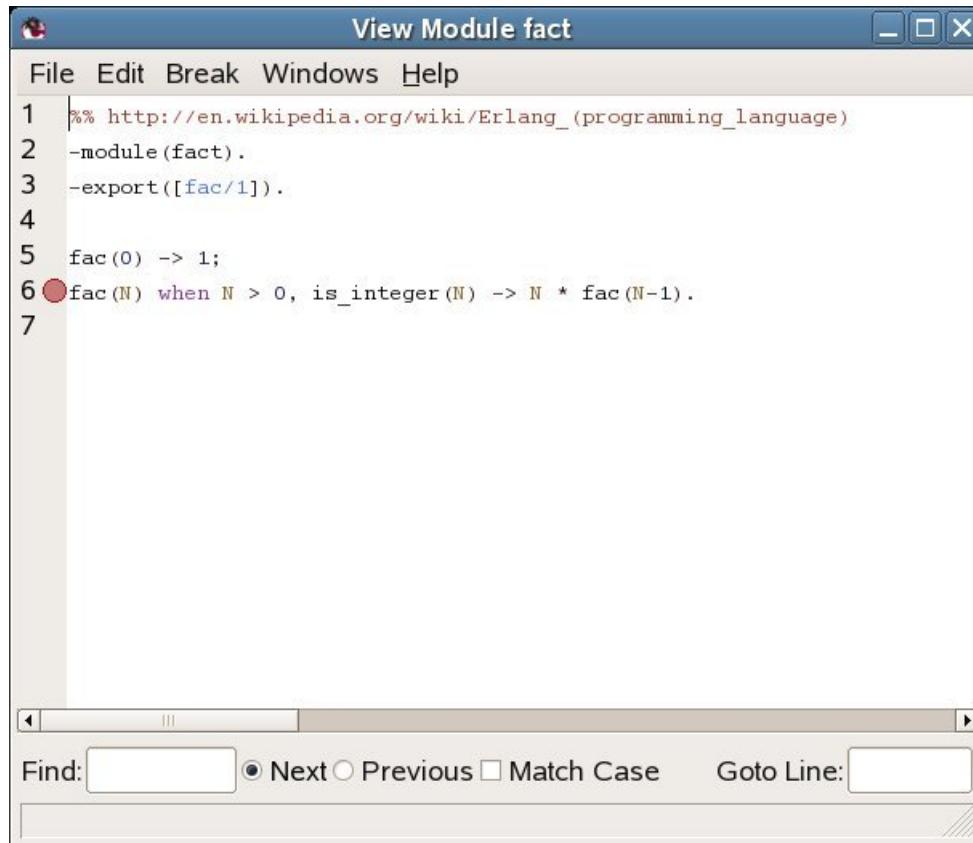 View Module fact
File Edit Break Windows Help
1 %% http://en.wikipedia.org/wiki/Erlang_(programming_language)
2 -module(fact).
3 -export([fac/1]).
4
5 fac(0) -> 1;
6 fac(N) when N > 0, is_integer(N) -> N * fac(N-1).
7
Find: Next Previous Match Case Goto Line: